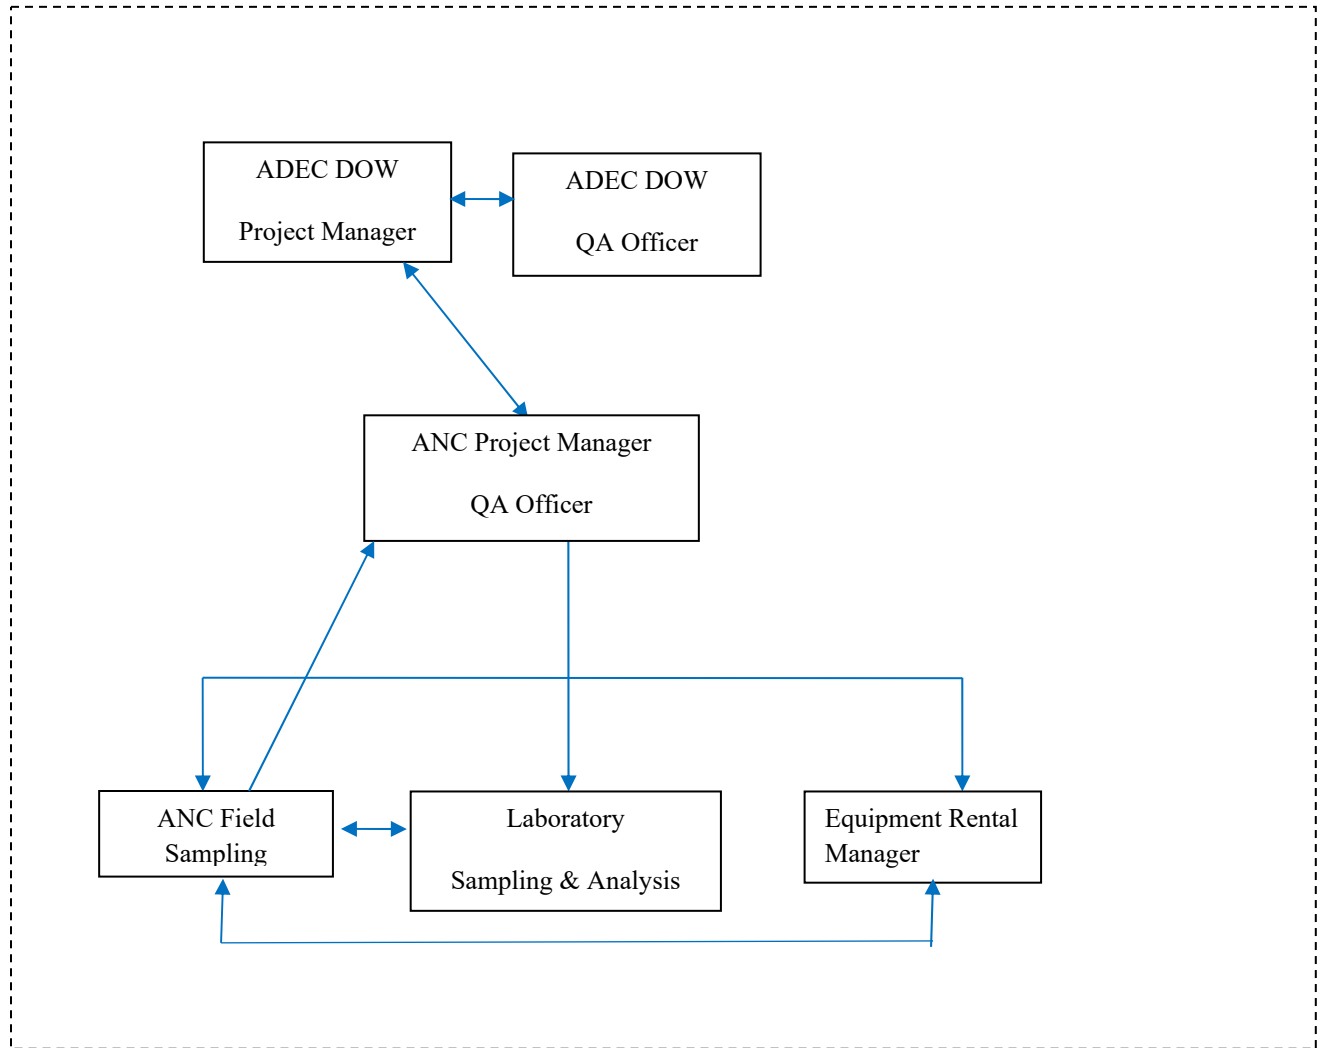 ADEC DOW
Project Manager
ADEC DOW
QA Officer
ANC Project Manager
QA Officer
ANC Field
Sampling
Laboratory
Sampling & Analysis
Equipment Rental
Manager